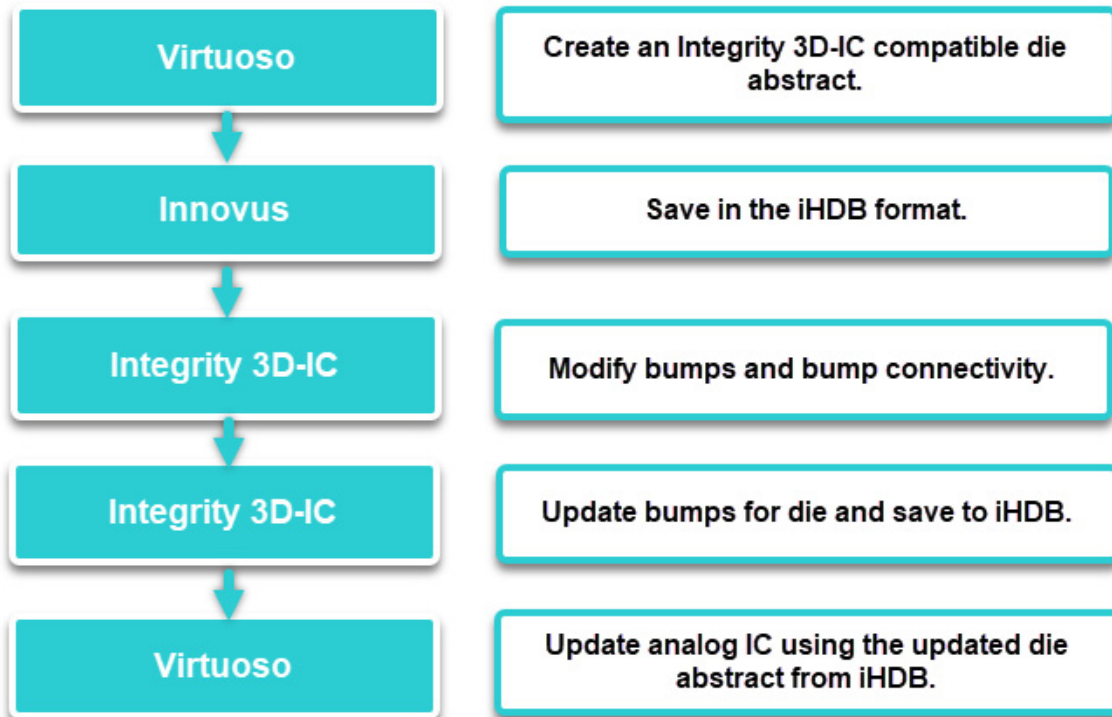 Virtuoso
Create an Integrity 3D-IC compatible die
abstract.
Innovus
Save in the iHDB format.
Integrity 3D-IC
Modify bumps and bump connectivity.
Integrity 3D-IC
Update bumps for die and save to iHDB.
Virtuoso
Update analog IC using the updated die
abstract from iHDB.